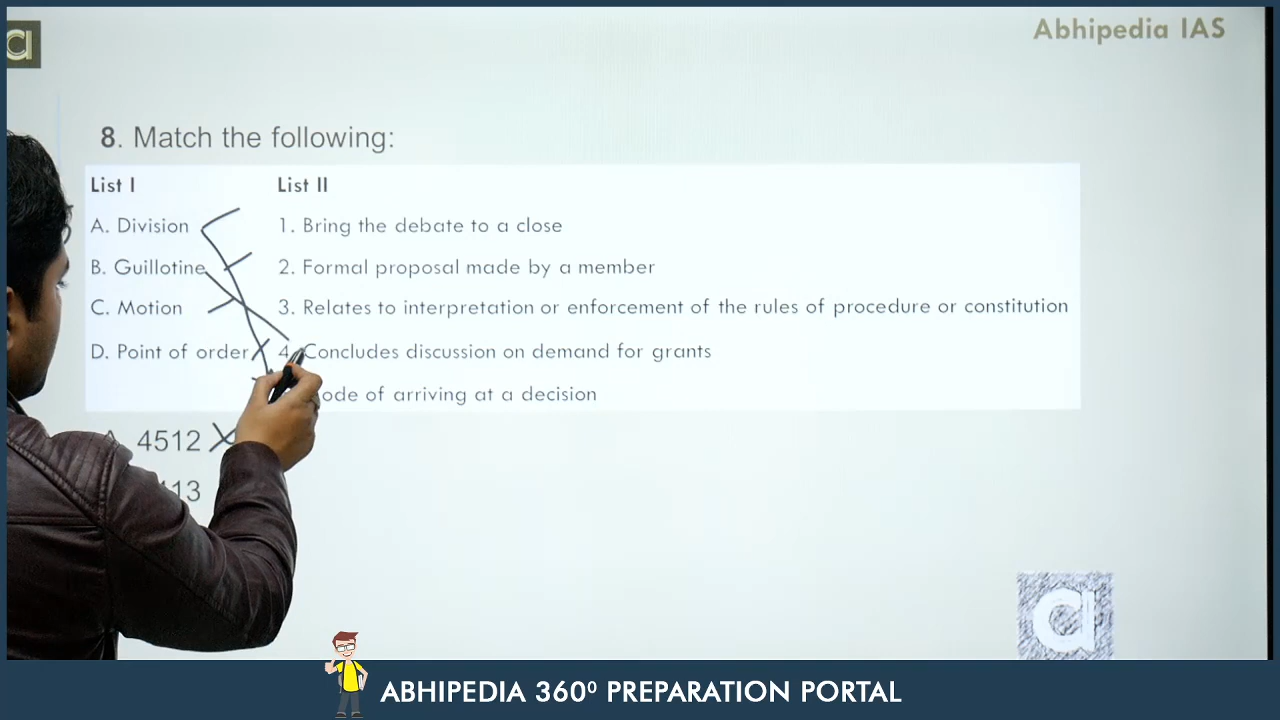 a
Abhipedia IAS
8. Match the following:
List I List II
A. Division 1. Bring the debate to a close
B. Guillotine 2. Formal proposal made by a member
C. Motion 3. Relates to interpretation or enforcement of the rules of procedure or constitution
D. Point of order 4. Concludes discussion on demand for grants
of arriving at a decision
4512
13
a
ABHIPEDIA 360⁰ PREPARATION PORTAL